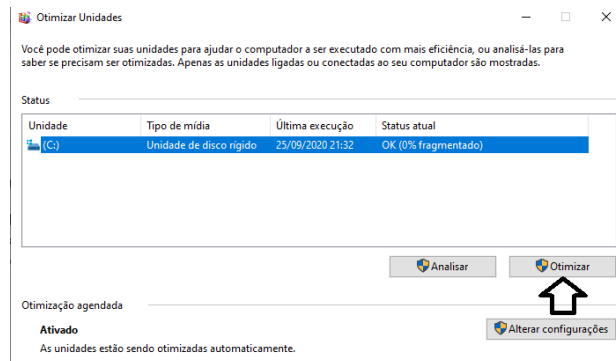 Otimizar Unidades
Você pode otimizar suas unidades para ajudar o computador a ser executado com mais eficiência, ou analisá-las para
saber se precisam ser otimizadas. Apenas as unidades ligadas ou conectadas ao seu computador são mostradas.
Status
Unidade Tipo de mídia Última execução Status atual
(C:) Unidade de disco rígido 25/09/2020 21:32 OK (0% fragmentado)
Analisar Otimizar
Otimização agendada
Ativado Alterar configurações
As unidades estão sendo otimizadas automaticamente.